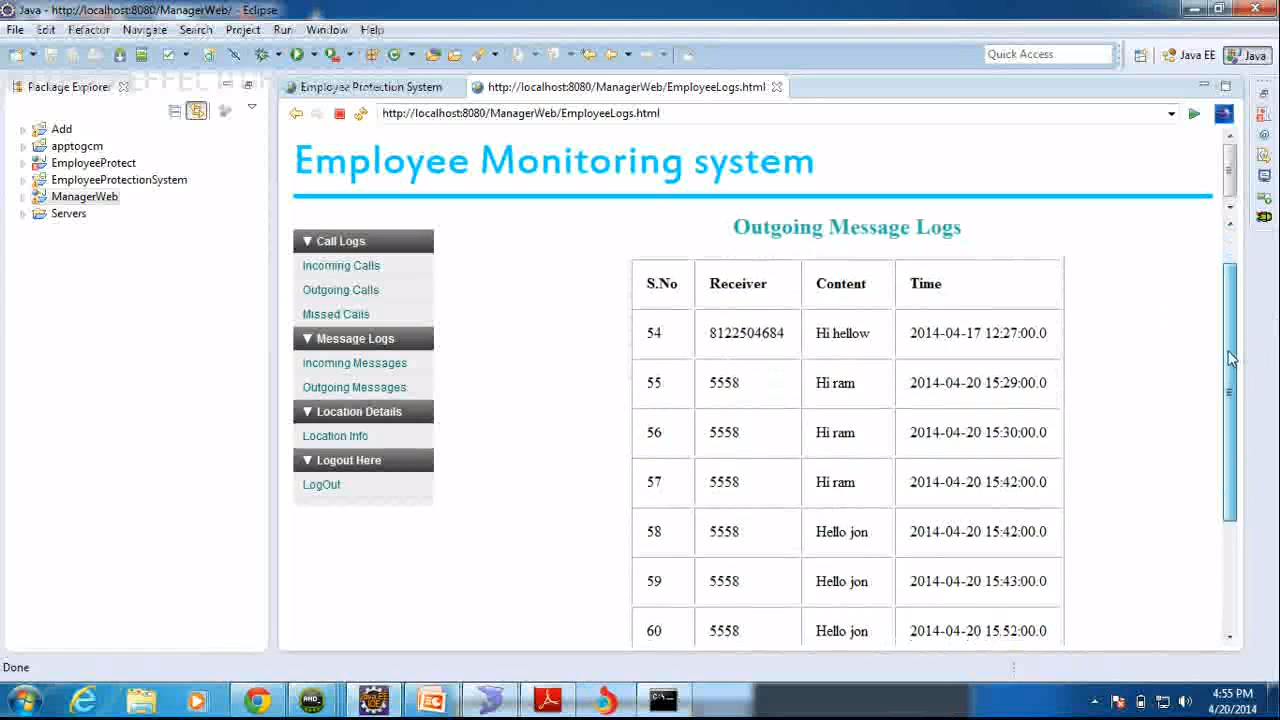 Java - http://localhost:8080/ManagerWeb/ - Eclipse
File Edit Refactor Navigate Search Project Run Window Help
Quick Access Java EE Java
Package Explorer Employee Protection System http://localhost:8080/ManagerWeb/EmployeeLogs.html
http://localhost:8080/ManagerWeb/EmployeeLogs.html
Add
apptogcm
EmployeeProtect
EmployeeProtectionSystem
ManagerWeb
Servers
Employee Monitoring system
▼ Call Logs
Incoming Calls
Outgoing Calls
Missed Calls
▼ Message Logs
Incoming Messages
Outgoing Messages
▼ Location Details
Location Info
▼ Logout Here
LogOut
Outgoing Message Logs
S.No Receiver Content Time
54 8122504684 Hi hellow 2014-04-17 12:27:00.0
55 5558 Hi ram 2014-04-20 15:29:00.0
56 5558 Hi ram 2014-04-20 15:30:00.0
57 5558 Hi ram 2014-04-20 15:42:00.0
58 5558 Hello jon 2014-04-20 15:42:00.0
59 5558 Hello jon 2014-04-20 15:43:00.0
60 5558 Hello jon 2014-04-20 15:52:00.0
Done
4:55 PM
4/20/2014